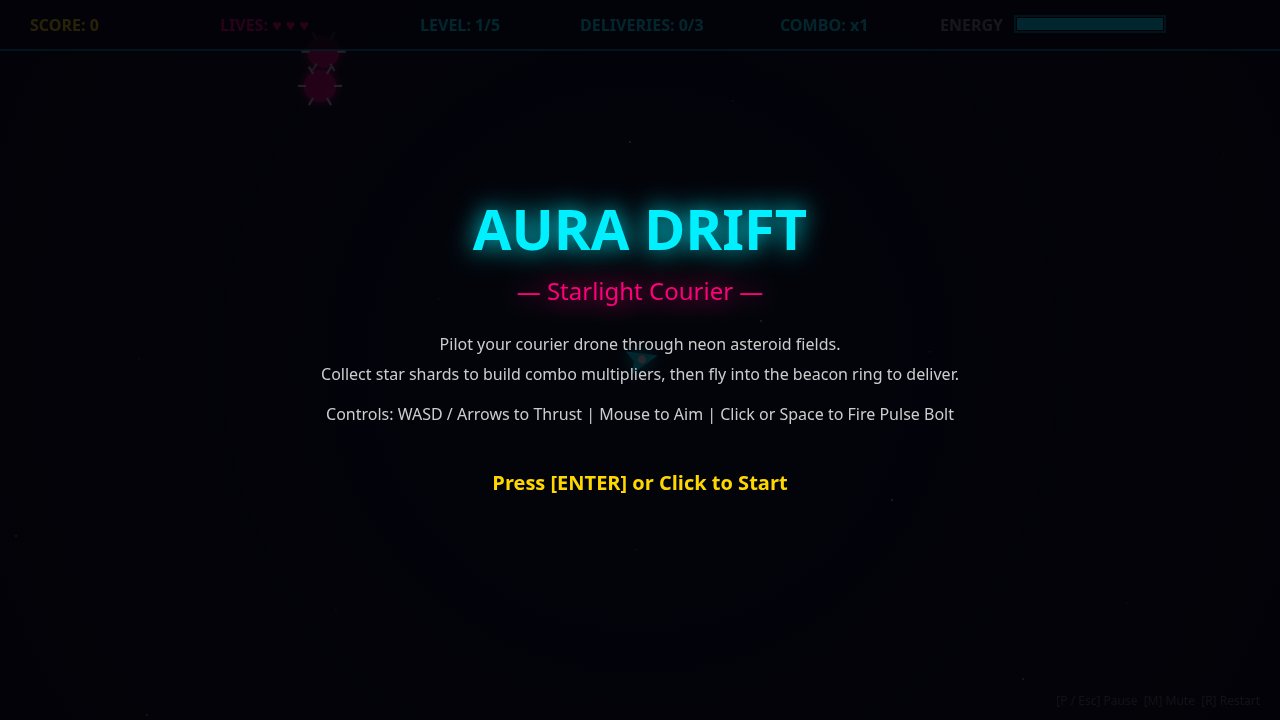 SCORE: 0 LIVES: ♥ ♥ ♥ LEVEL: 1/5 DELIVERIES: 0/3 COMBO: x1 ENERGY
AURA DRIFT
— Starlight Courier —
Pilot your courier drone through neon asteroid fields.
Collect star shards to build combo multipliers, then fly into the beacon ring to deliver.
Controls: WASD / Arrows to Thrust | Mouse to Aim | Click or Space to Fire Pulse Bolt
Press [ENTER] or Click to Start
[P / Esc] Pause [M] Mute [R] Restart